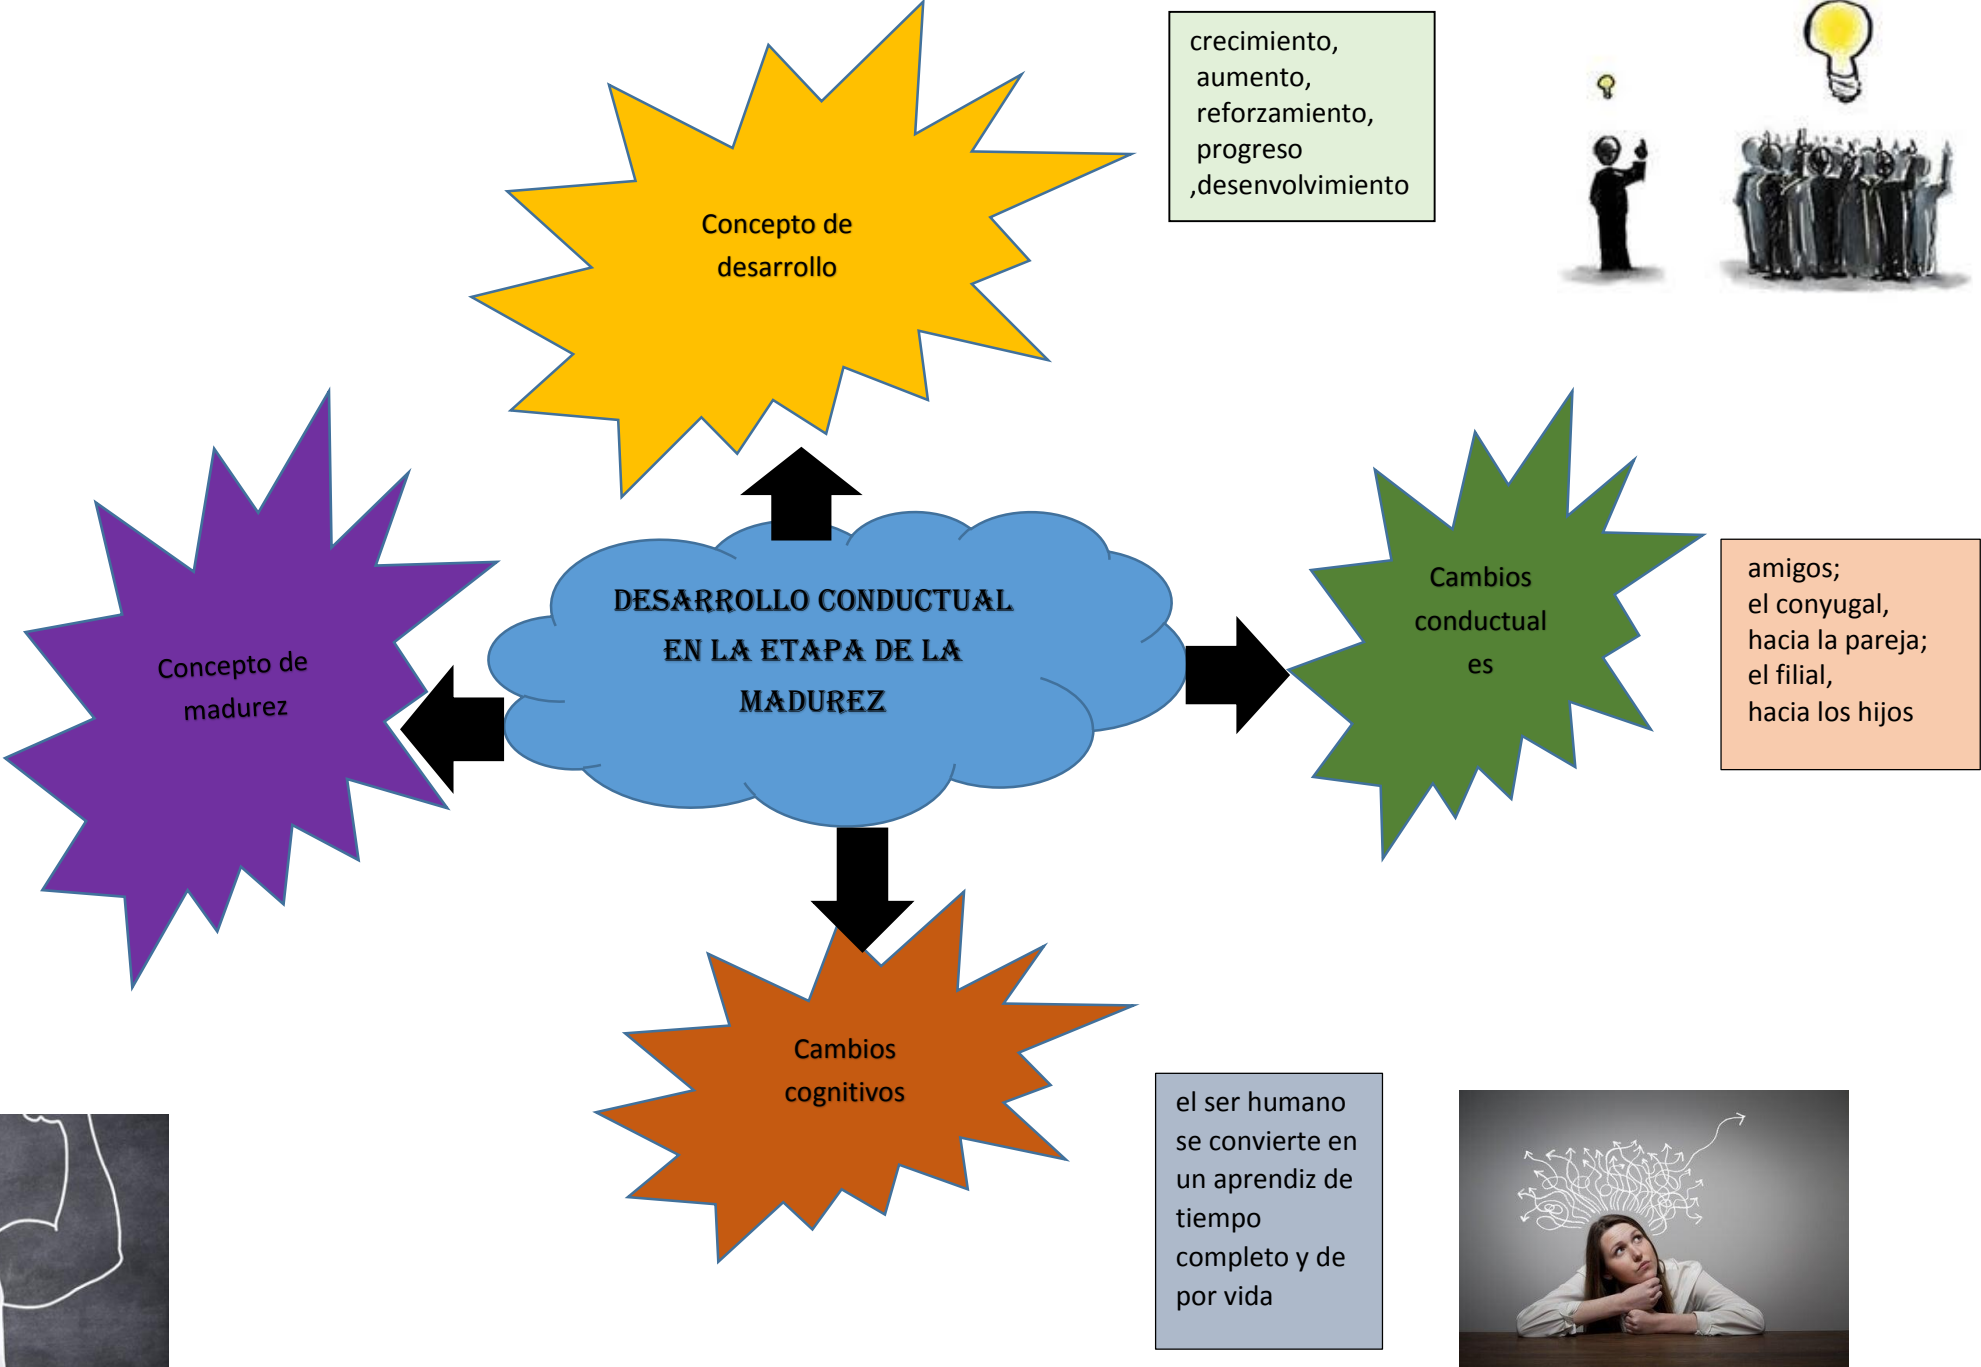 crecimiento,
aumento,
reforzamiento,
progreso
,desenvolvimiento
Concepto de
desarrollo
DESARROLLO CONDUCTUAL
EN LA ETAPA DE LA
MADUREZ
Concepto de
madurez
Cambios
conductual
es
amigos;
el conyugal,
hacia la pareja;
el filial,
hacia los hijos
Cambios
cognitivos
el ser humano
se convierte en
un aprendiz de
tiempo
completo y de
por vida